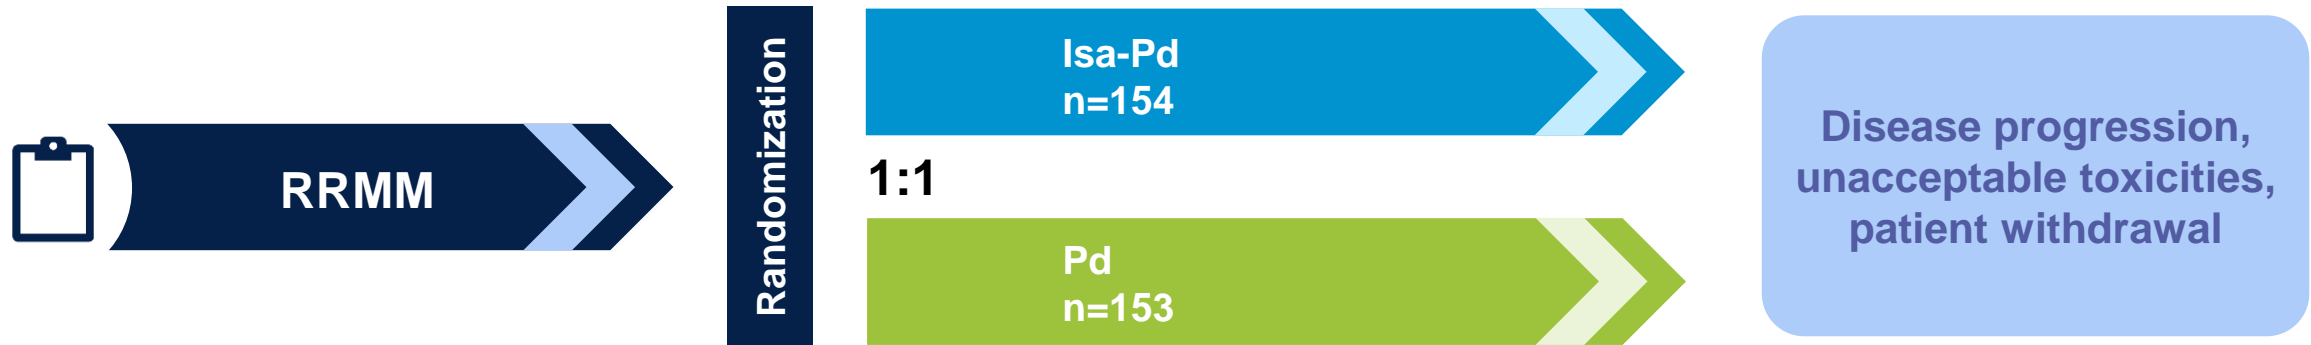 RRMM
Randomization
Isa-Pd
n=154
1:1
Pd
n=153
Disease progression,
unacceptable toxicities,
patient withdrawal